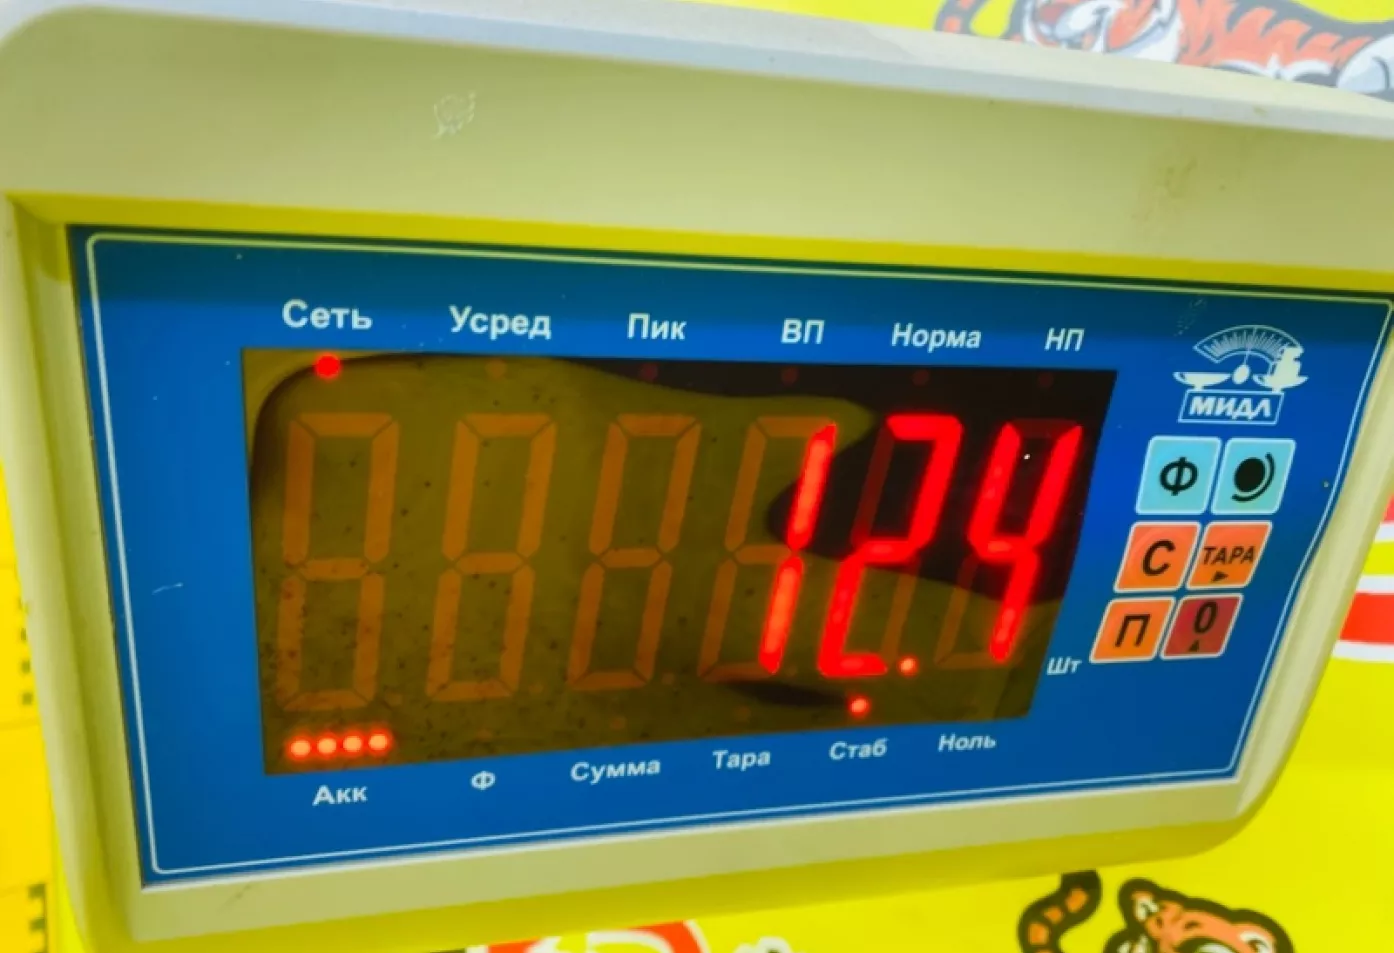 Сеть Усред Пик ВП Норма НП
МИДЛ
12.4
Ф
С ТАРА
П 0
Шт
Акк Ф Сумма Тара Стаб Ноль